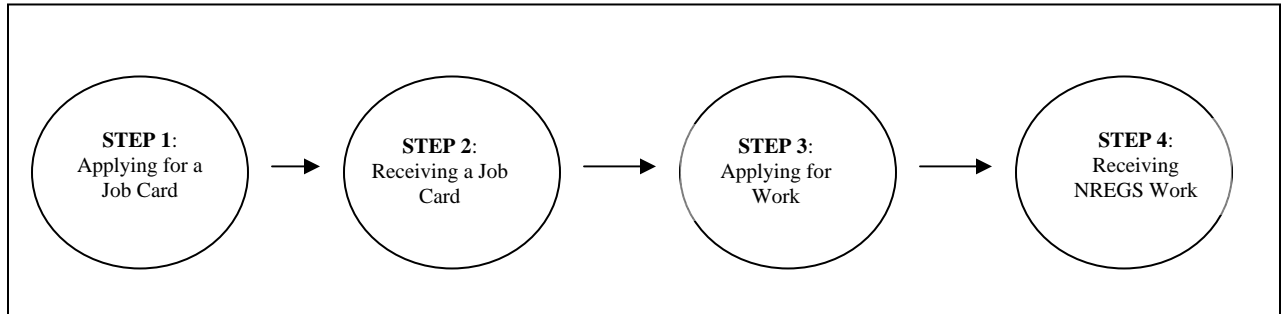 STEP 1:
Applying for a
Job Card
STEP 2:
Receiving a Job
Card
STEP 3:
Applying for
Work
STEP 4:
Receiving
NREGS Work